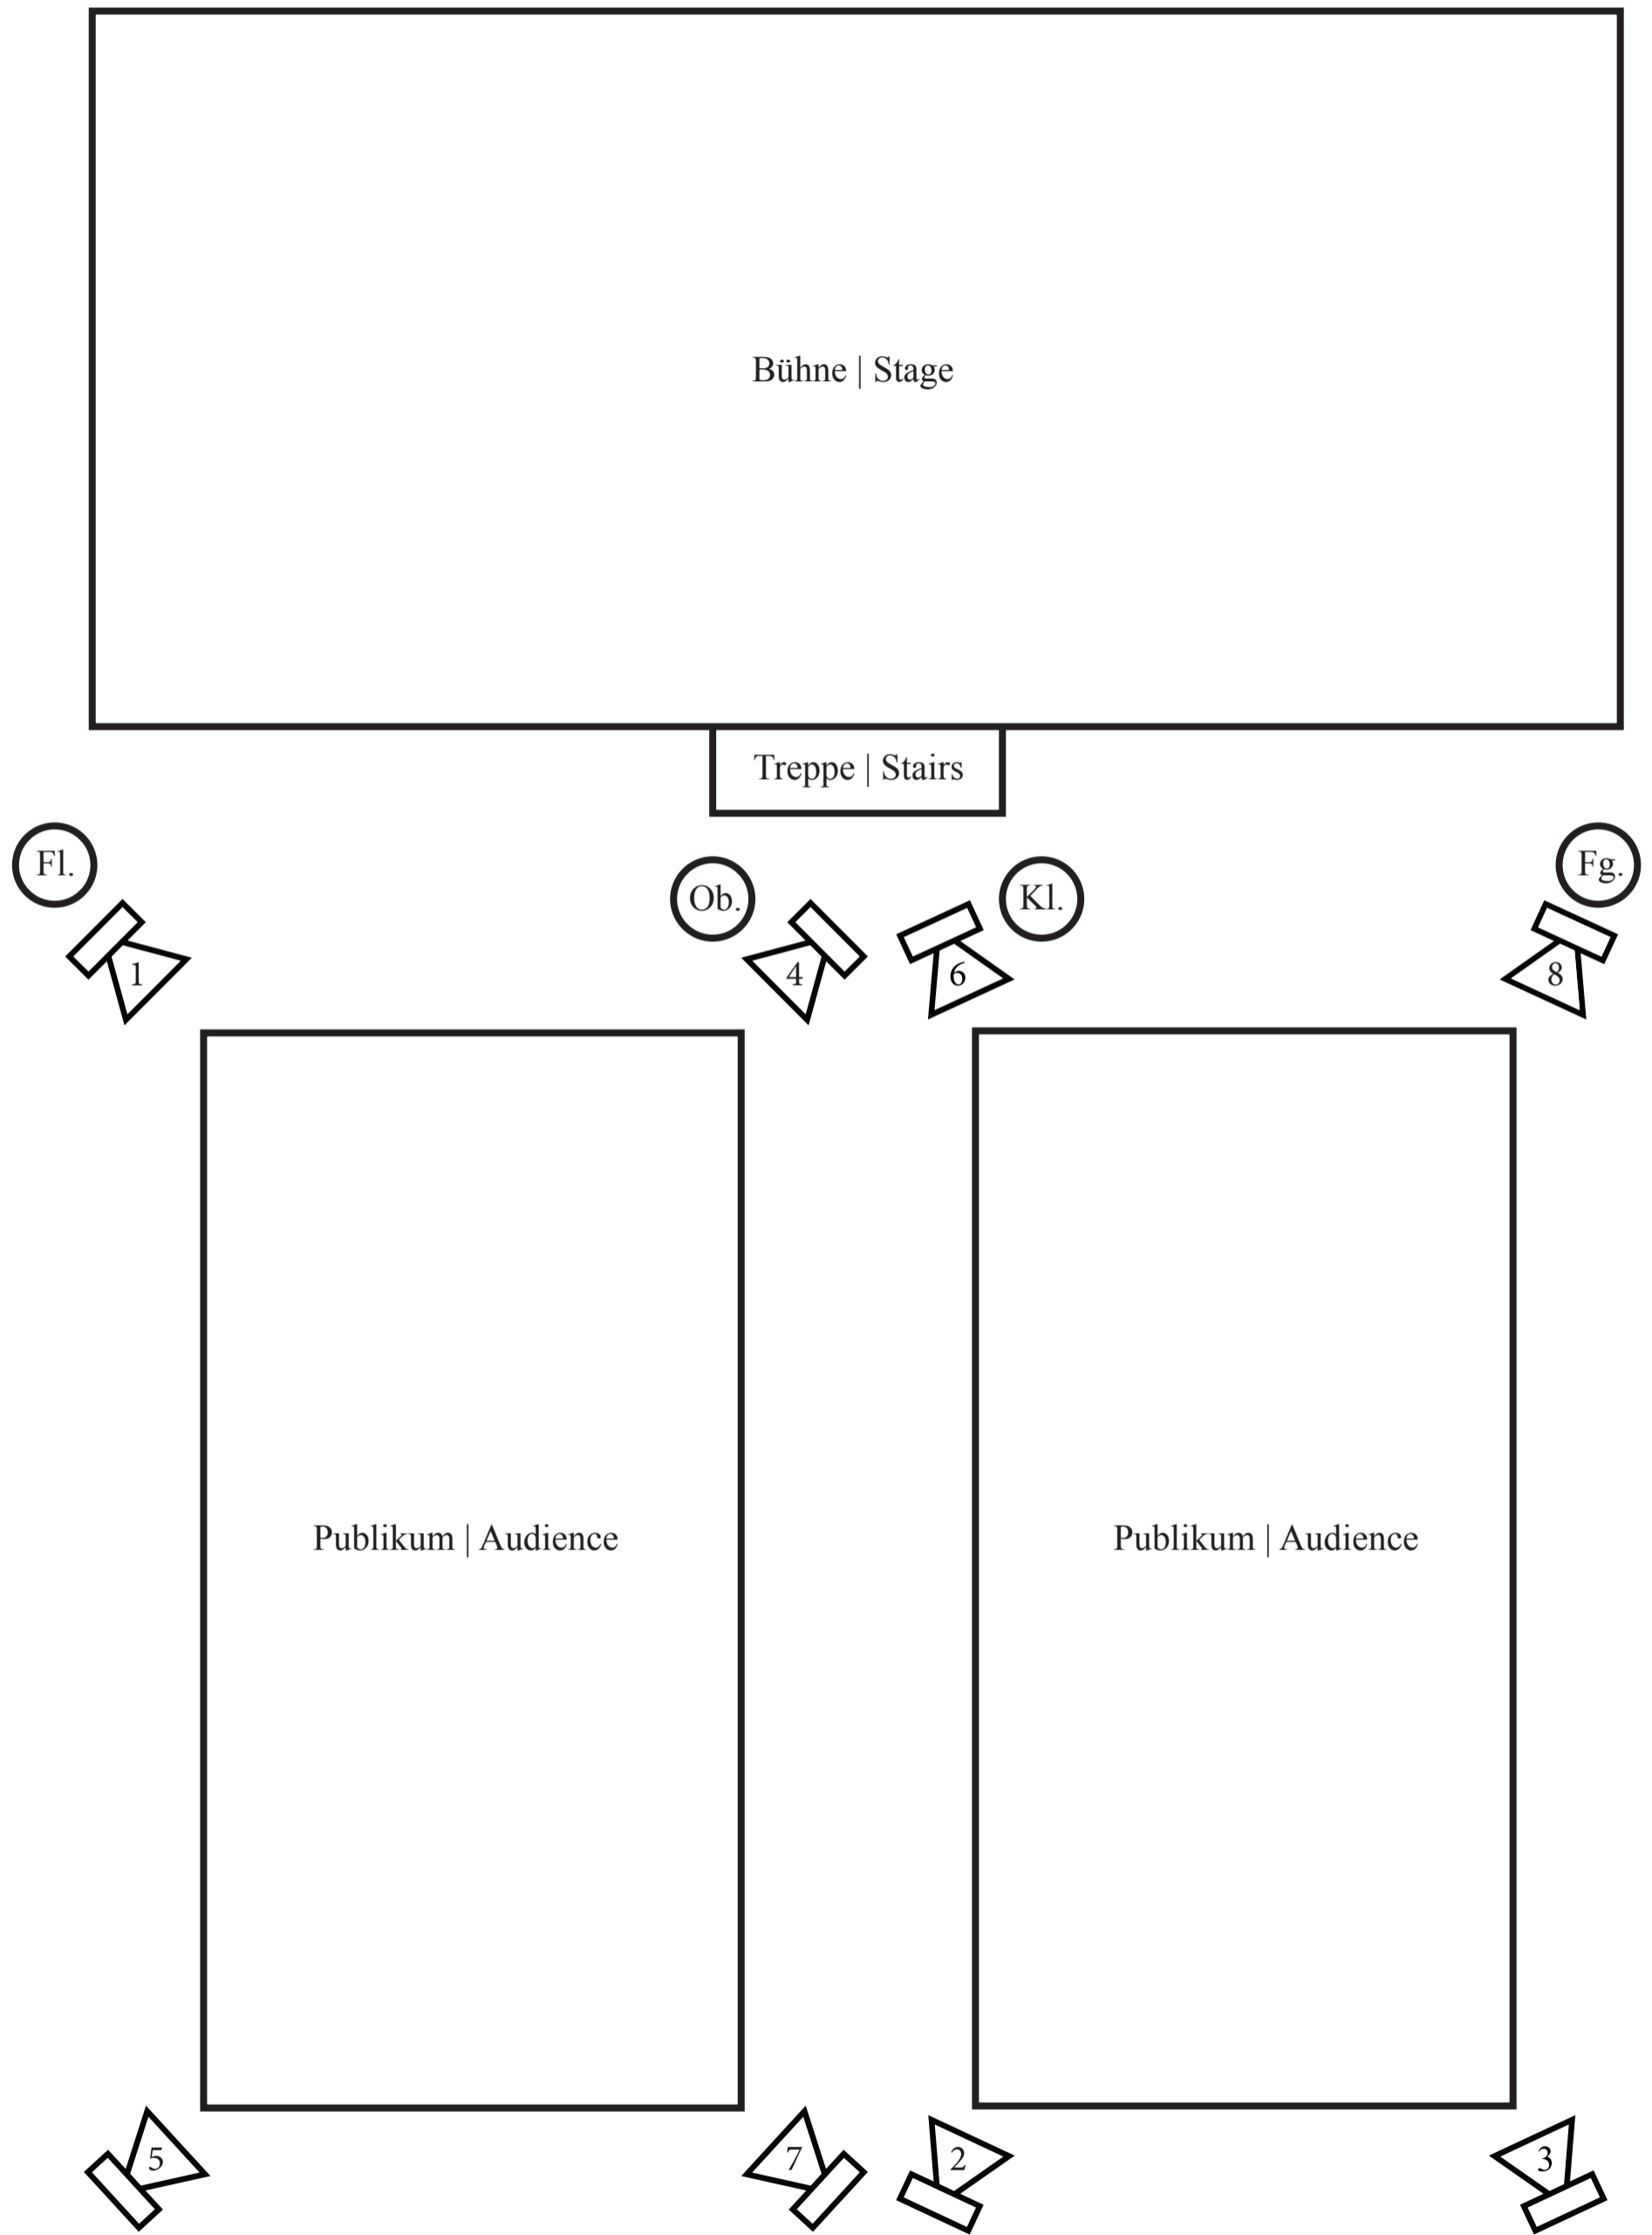 Bühne | Stage
Treppe | Stairs
Fl.
Ob.
Kl.
Fg.
1
4
6
8
Publikum | Audience
Publikum | Audience
5
7
2
3